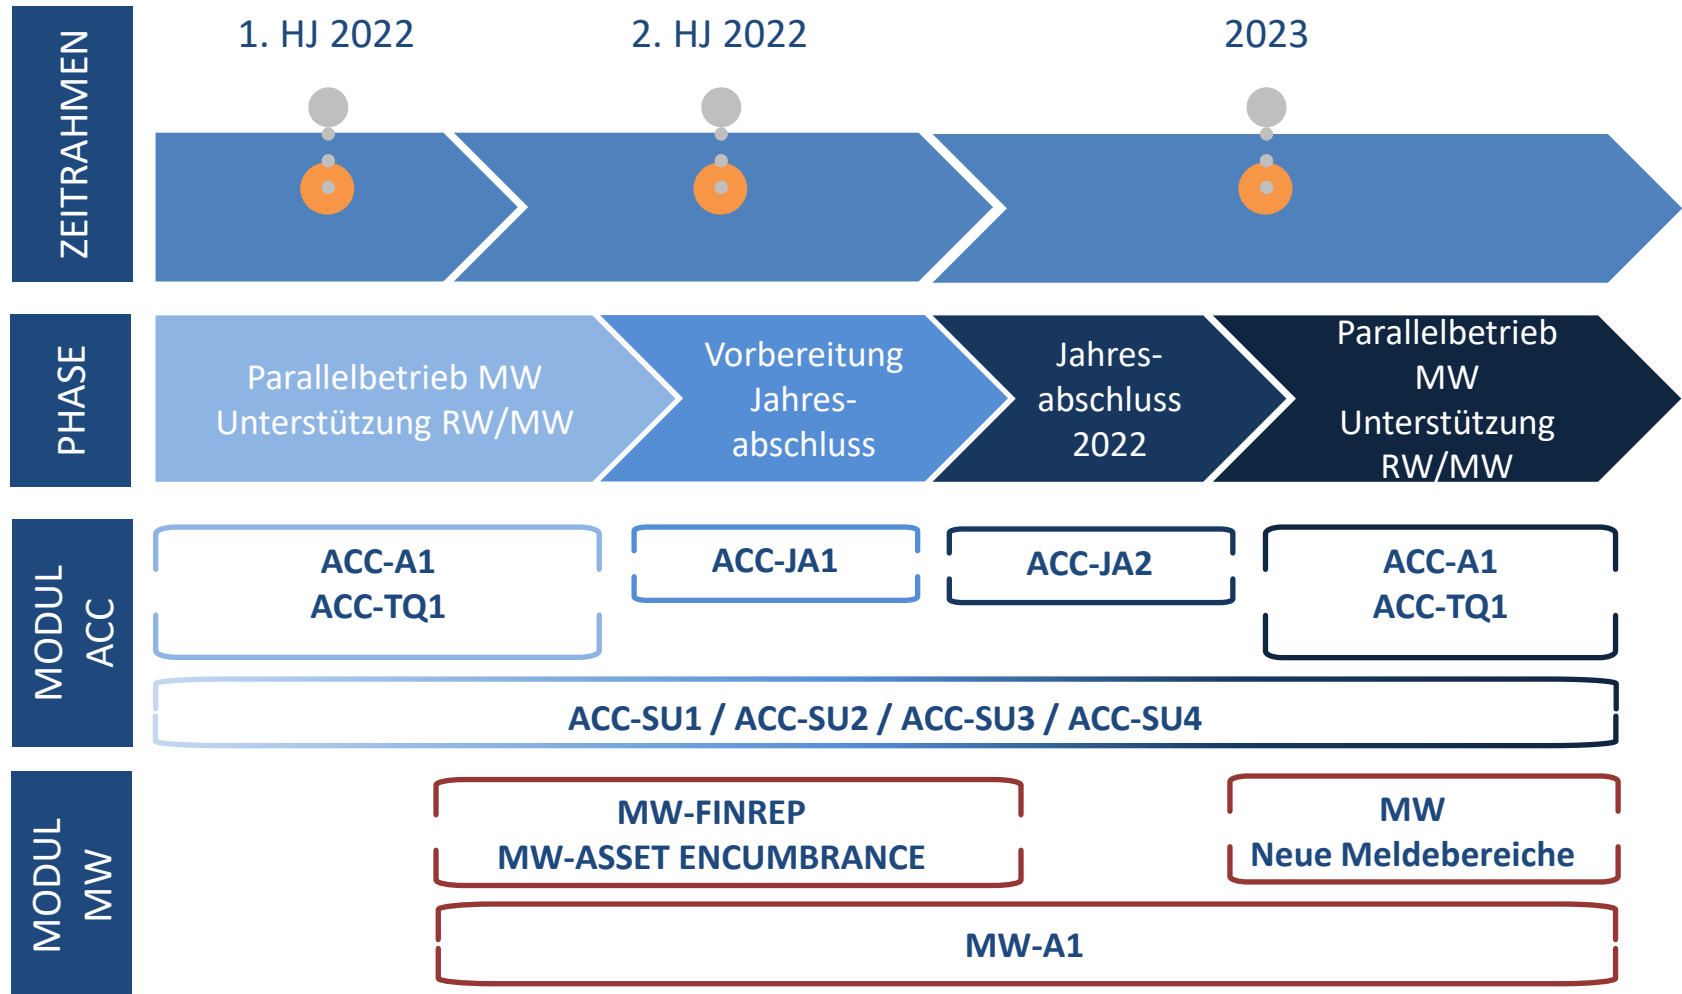 ZEITRAHMEN
1. HJ 2022
2. HJ 2022
2023
PHASE
Parallelbetrieb MW
Unterstützung RW/MW
Vorbereitung
Jahres-
abschluss
Jahres-
abschluss
2022
Parallelbetrieb
MW
Unterstützung
RW/MW
MODUL
ACC
ACC-A1
ACC-TQ1
ACC-JA1
ACC-JA2
ACC-A1
ACC-TQ1
ACC-SU1 / ACC-SU2 / ACC-SU3 / ACC-SU4
MODUL
MW
MW-FINREP
MW-ASSET ENCUMBRANCE
MW
Neue Meldebereiche
MW-A1